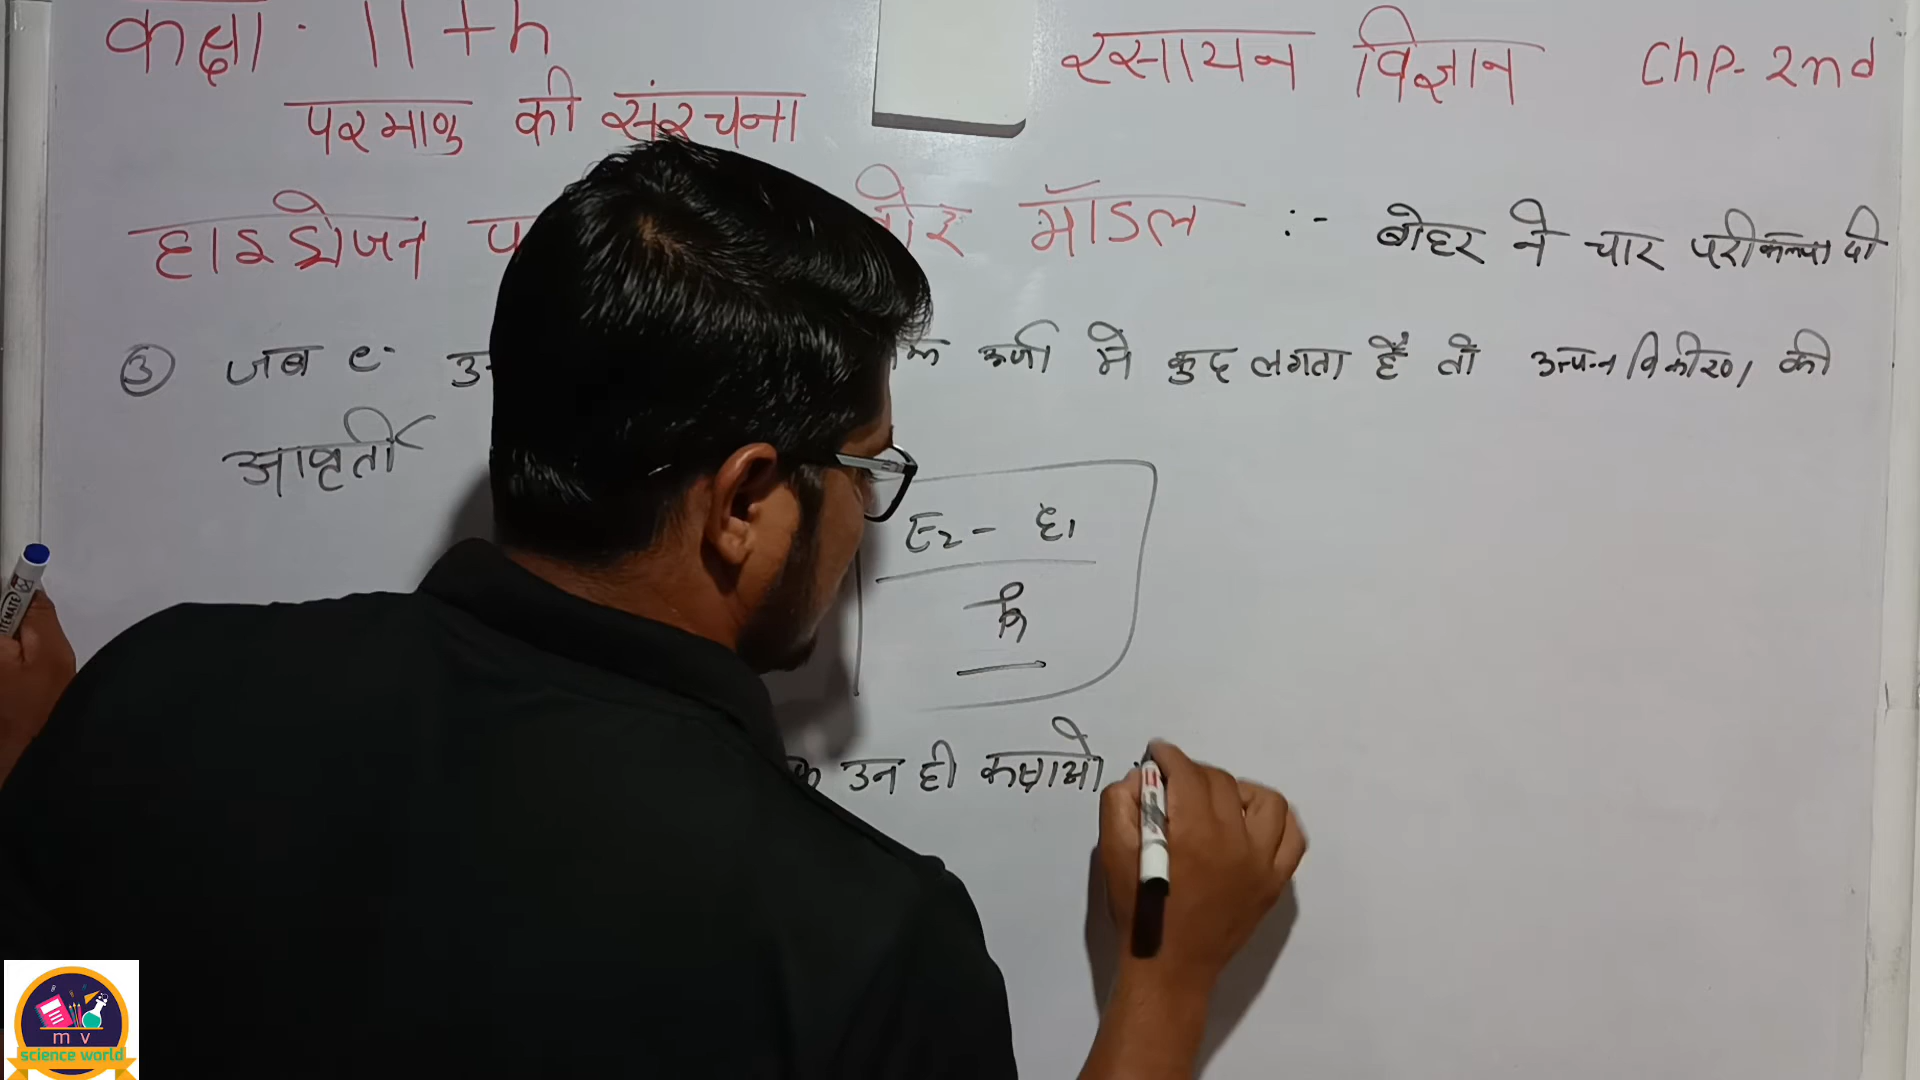 कक्षा · 11th
रसायन विज्ञान Chp- 2nd
परमाणु की संरचना
हाइड्रोजन मॉडल :- बोहर ने चार परीकल्पना दी
③ जब e- ऊर्जा मे कुद लगता है तो उत्पन्न विकीरण की
आवृर्ती
E2 - E1
h
उन ही कक्षाओ
m v
science world